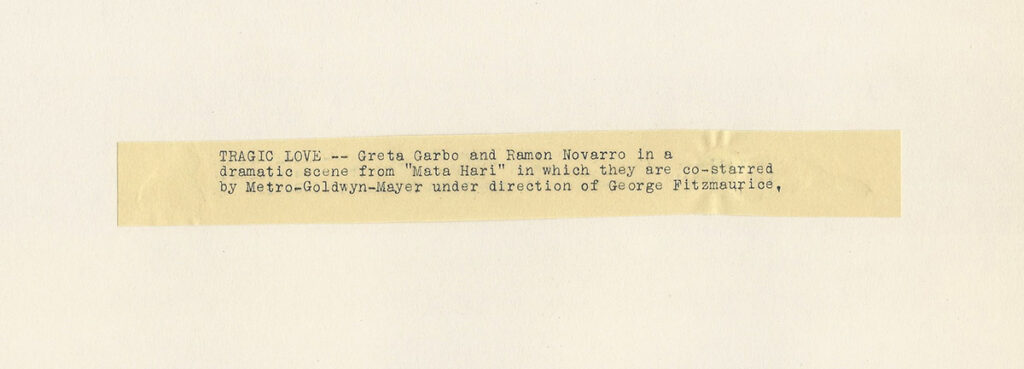 TRAGIC LOVE -- Greta Garbo and Ramon Novarro in a
dramatic scene from "Mata Hari" in which they are co-starred
by Metro-Goldwyn-Mayer under direction of George Fitzmaurice,